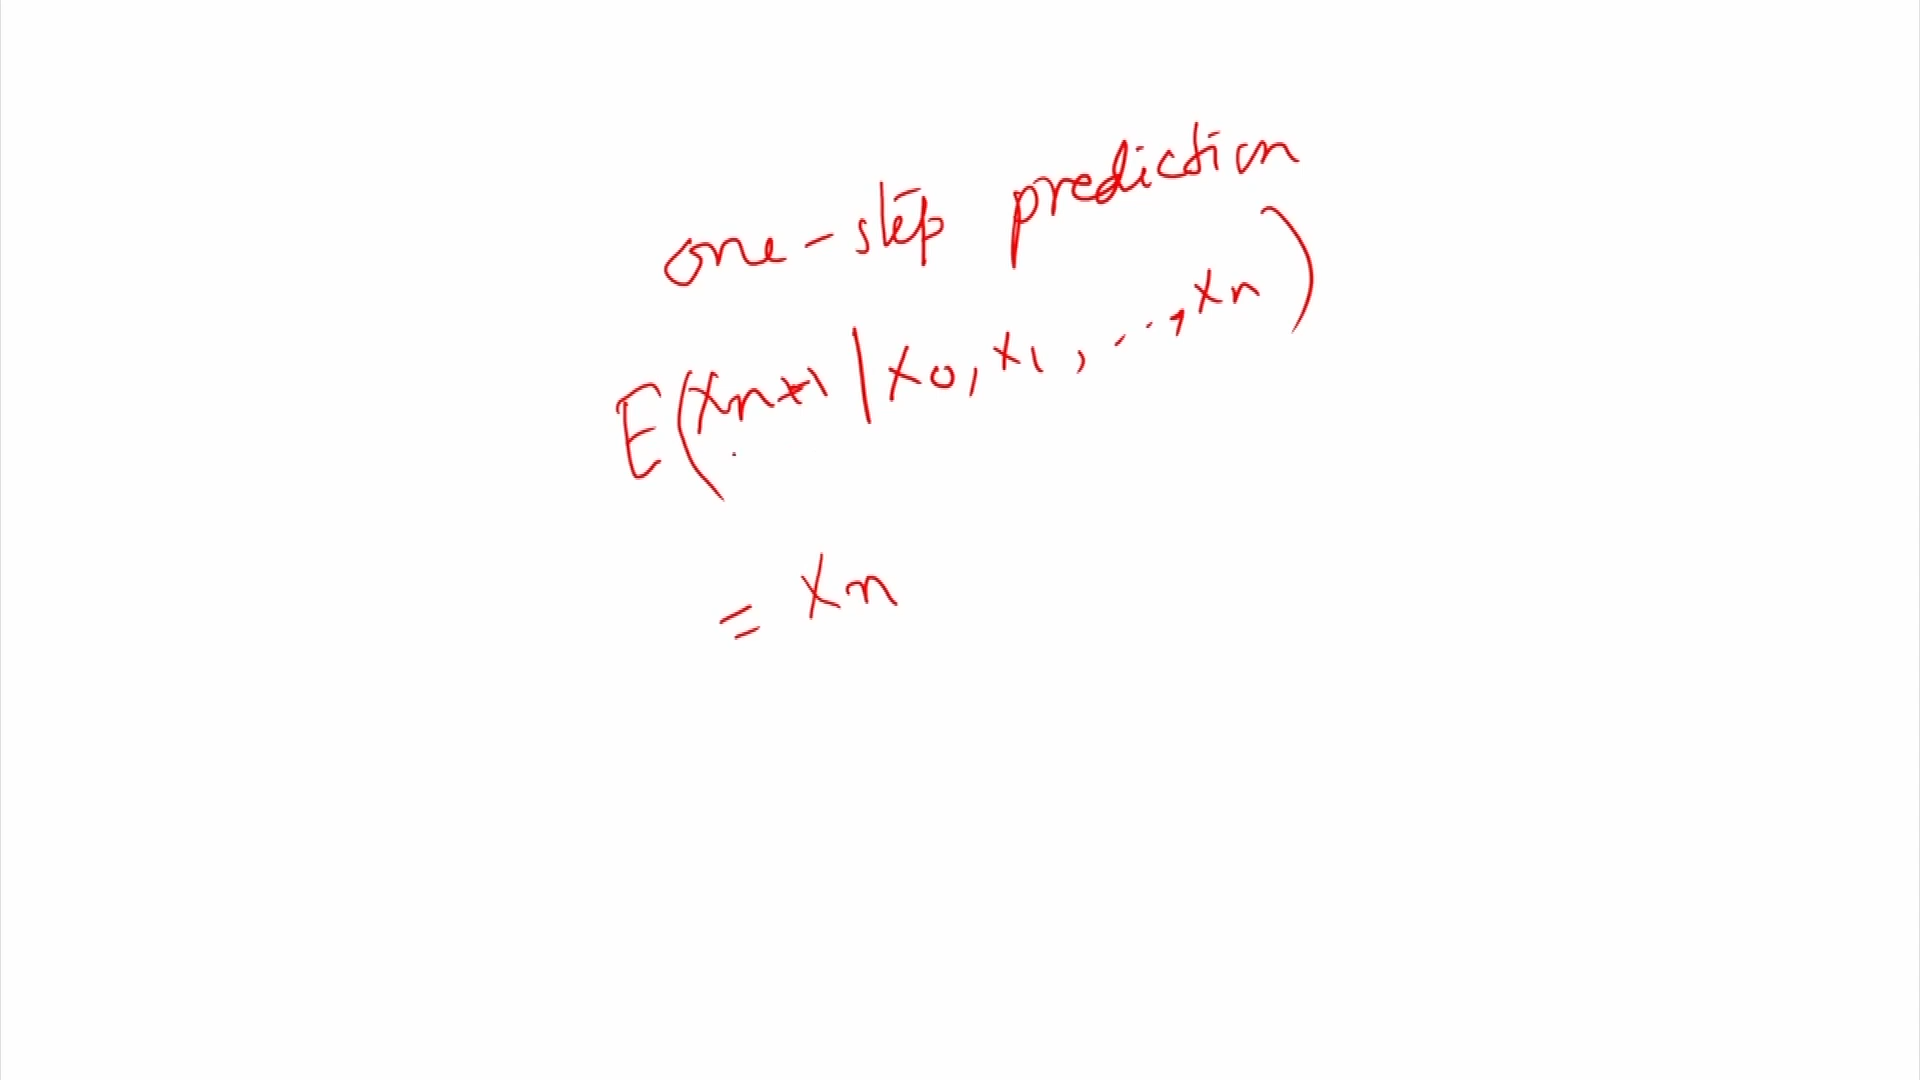 one-step prediction
E(Xn+1 | X0, X1, ..., Xn)
= Xn